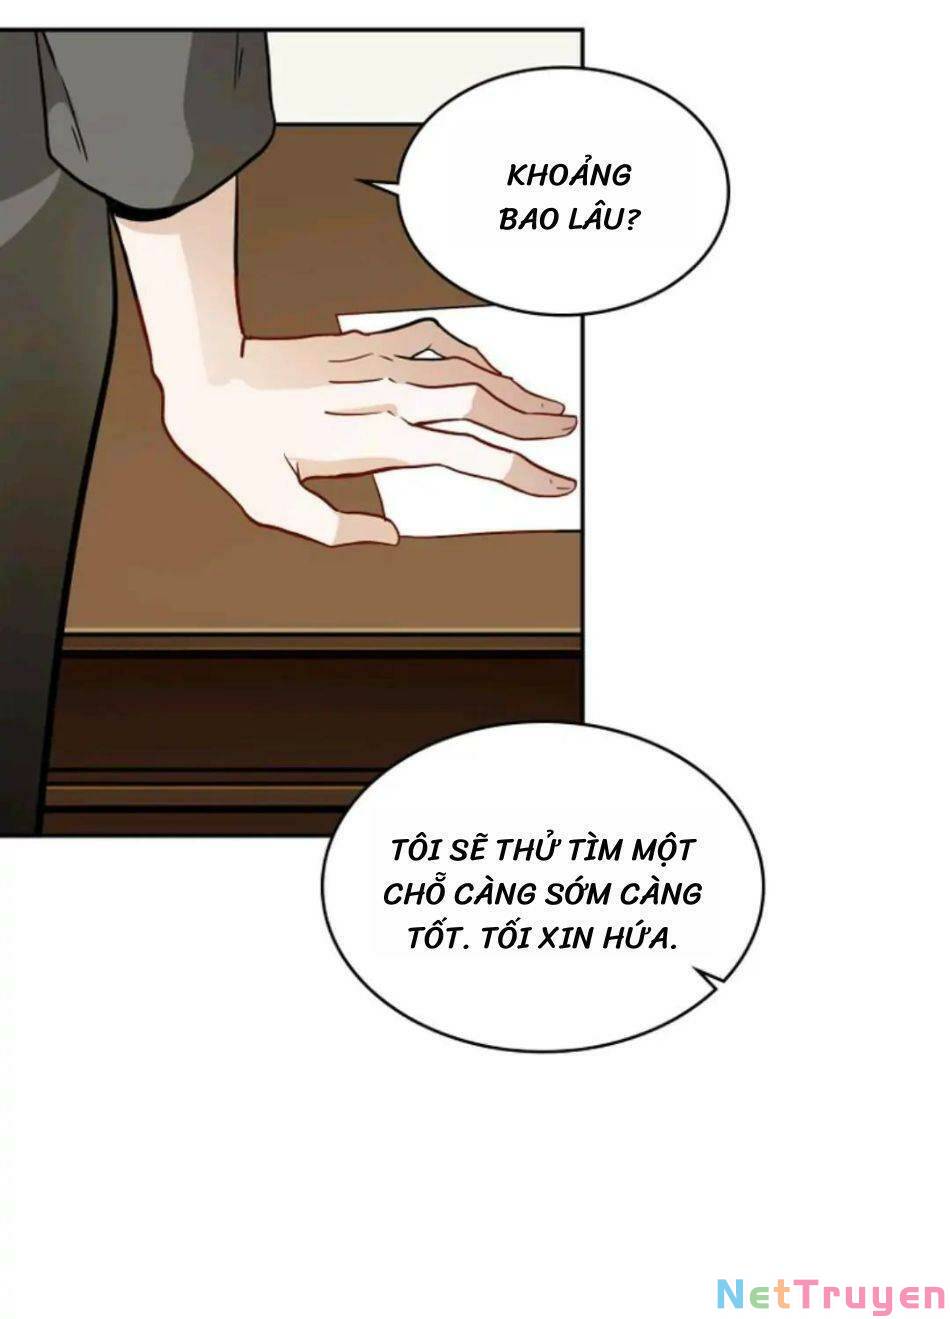 KHOẢNG
BAO LÂU?
TÔI SẼ THỬ TÌM MỘT
CHỖ CÀNG SỚM CÀNG
TỐT. TỐI XIN HỨA.
NetTruyen